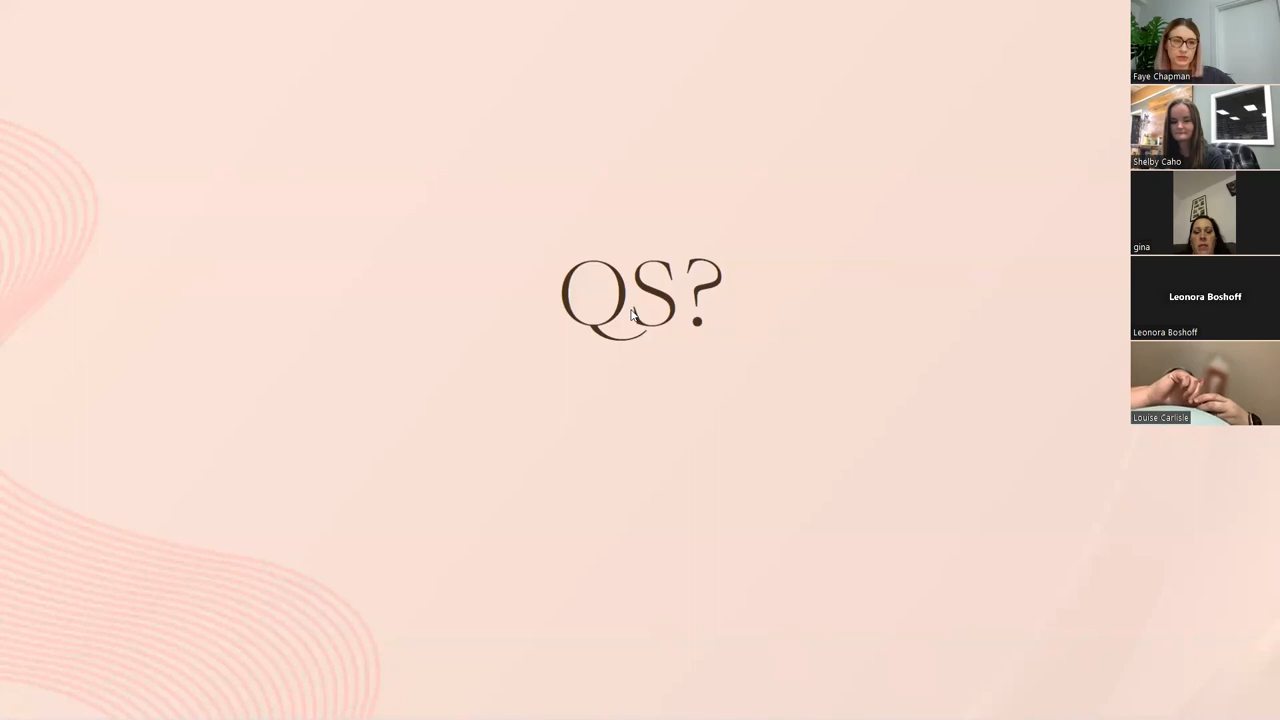 QS?
Faye Chapman
Shelby Caho
gina
Leonora Boshoff
Leonora Boshoff
Louise Carlisle